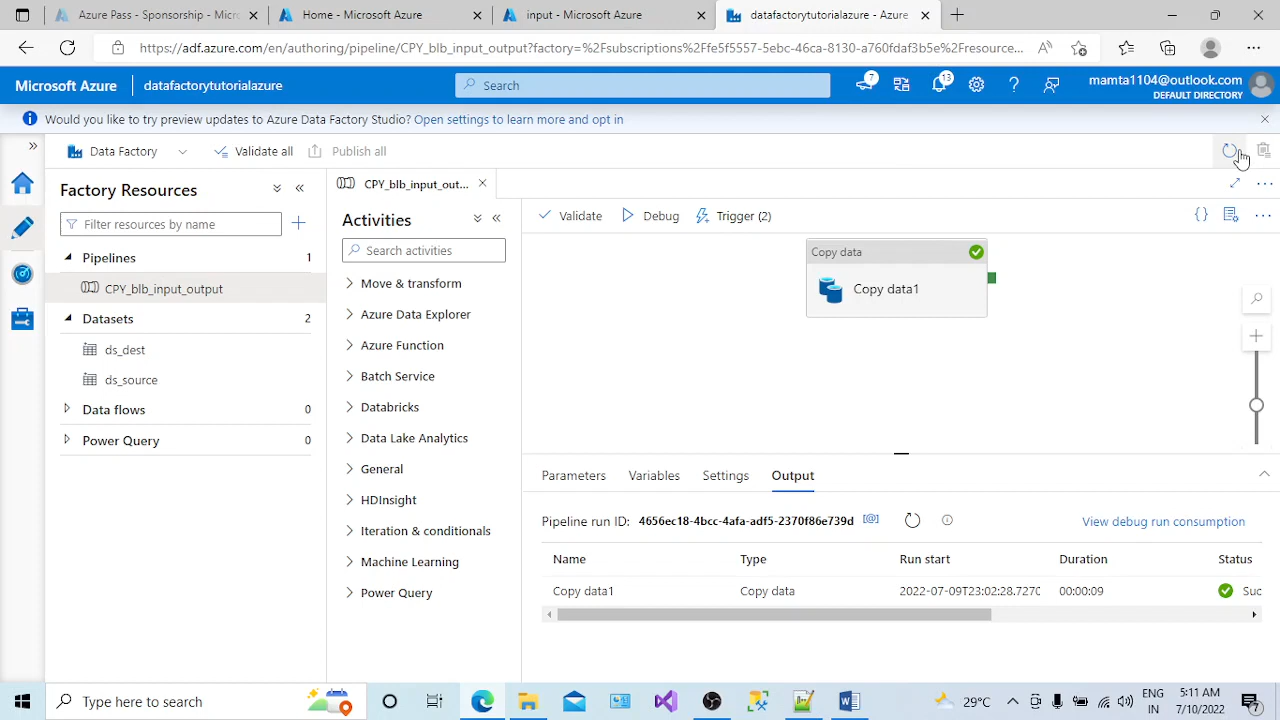 Azure Pass - Sponsorship - Micr
Home - Microsoft Azure
input - Microsoft Azure
datafactorytutorialazure - Azure
https://adf.azure.com/en/authoring/pipeline/CPY_blb_input_output?factory=%2Fsubscriptions%2Ffe5f5557-5ebc-46ca-8130-a760fdaf3b5e%2Fresource...
Microsoft Azure
datafactorytutorialazure
Search
7
13
mamta1104@outlook.com
DEFAULT DIRECTORY
Would you like to try preview updates to Azure Data Factory Studio? Open settings to learn more and opt in
Data Factory
Validate all
Publish all
Factory Resources
CPY_blb_input_out...
Filter resources by name
Pipelines 1
CPY_blb_input_output
Datasets 2
ds_dest
ds_source
Data flows 0
Power Query 0
Activities
Search activities
Move & transform
Azure Data Explorer
Azure Function
Batch Service
Databricks
Data Lake Analytics
General
HDInsight
Iteration & conditionals
Machine Learning
Power Query
Validate
Debug
Trigger (2)
Copy data
Copy data1
Parameters Variables Settings Output
Pipeline run ID: 4656ec18-4bcc-4afa-adf5-2370f86e739d
View debug run consumption
Name Type Run start Duration Status
Copy data1 Copy data 2022-07-09T23:02:28.7270 00:00:09 Suc
Type here to search
29°C
ENG
IN
5:11 AM
7/10/2022
7